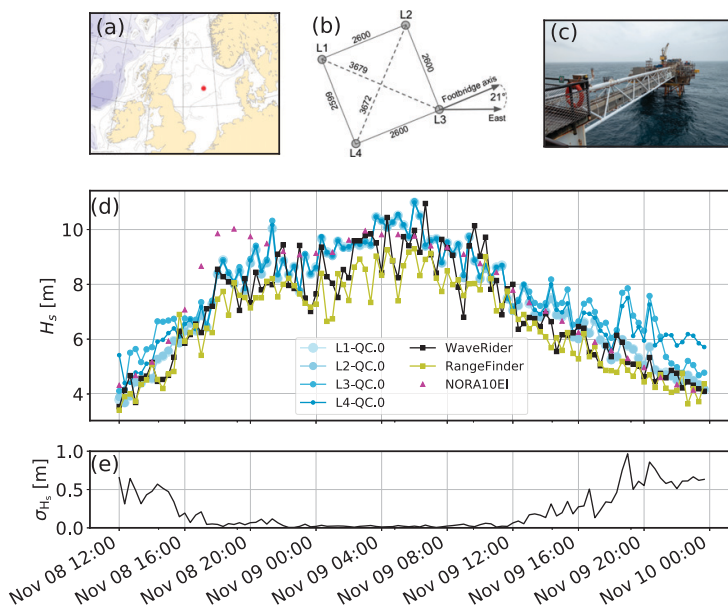 (a)
(b)
(c)
L1
L2
L3
L4
2600
3679
2600
2599
3672
2600
Footbridge axis
21°
East
(d)
H_s [m]
10
8
6
4
L1-QC.0
L2-QC.0
L3-QC.0
L4-QC.0
WaveRider
RangeFinder
NORA10EI
(e)
σ_{H_s} [m]
1.0
0.5
0.0
Nov 08 12:00
Nov 08 16:00
Nov 08 20:00
Nov 09 00:00
Nov 09 04:00
Nov 09 08:00
Nov 09 12:00
Nov 09 16:00
Nov 09 20:00
Nov 10 00:00